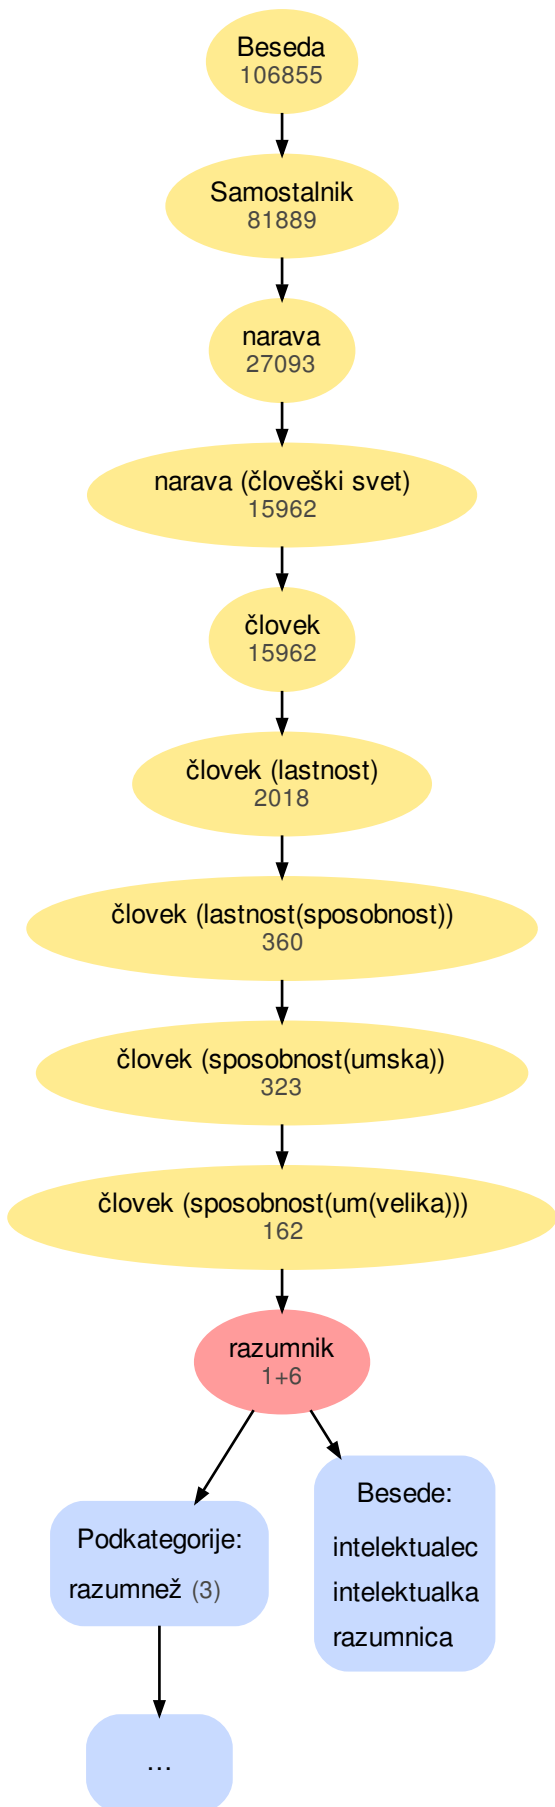 Beseda
106855
Samostalnik
81889
narava
27093
narava (človeški svet)
15962
človek
15962
človek (lastnost)
2018
človek (lastnost(sposobnost))
360
človek (sposobnost(umska))
323
človek (sposobnost(um(velika)))
162
razumnik
1+6
Podkategorije:
razumnež (3)
...
Besede:
intelektualec
intelektualka
razumnica